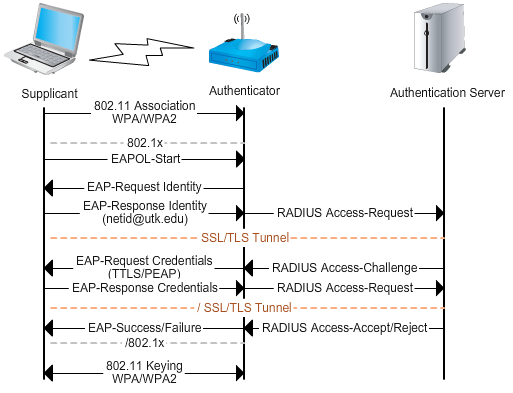 Supplicant
Authenticator
Authentication Server
802.11 Association
WPA/WPA2
802.1x
EAPOL-Start
EAP-Request Identity
EAP-Response Identity
(netid@utk.edu)
RADIUS Access-Request
SSL/TLS Tunnel
EAP-Request Credentials
(TTLS/PEAP)
RADIUS Access-Challenge
EAP-Response Credentials
RADIUS Access-Request
/ SSL/TLS Tunnel
EAP-Success/Failure
RADIUS Access-Accept/Reject
/802.1x
802.11 Keying
WPA/WPA2